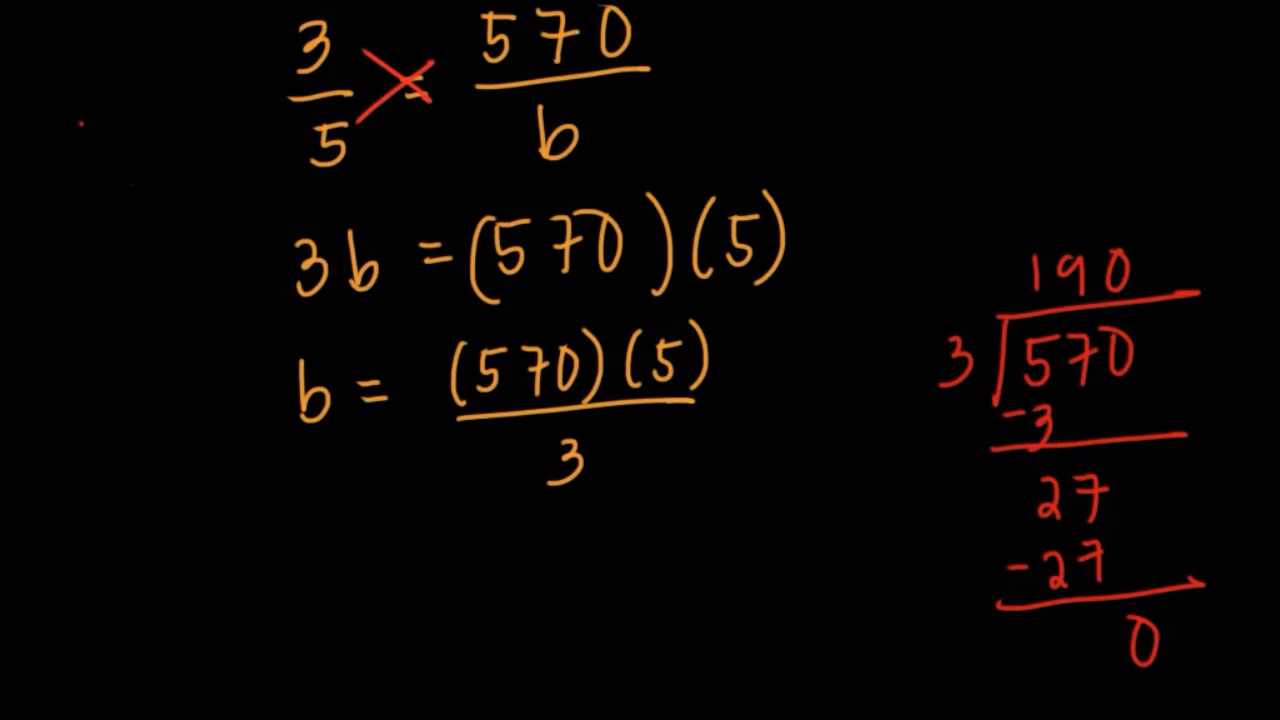 3/5 = 570/b
3b = (570)(5)
b = (570)(5)/3
190
3 570
-3
27
-27
0